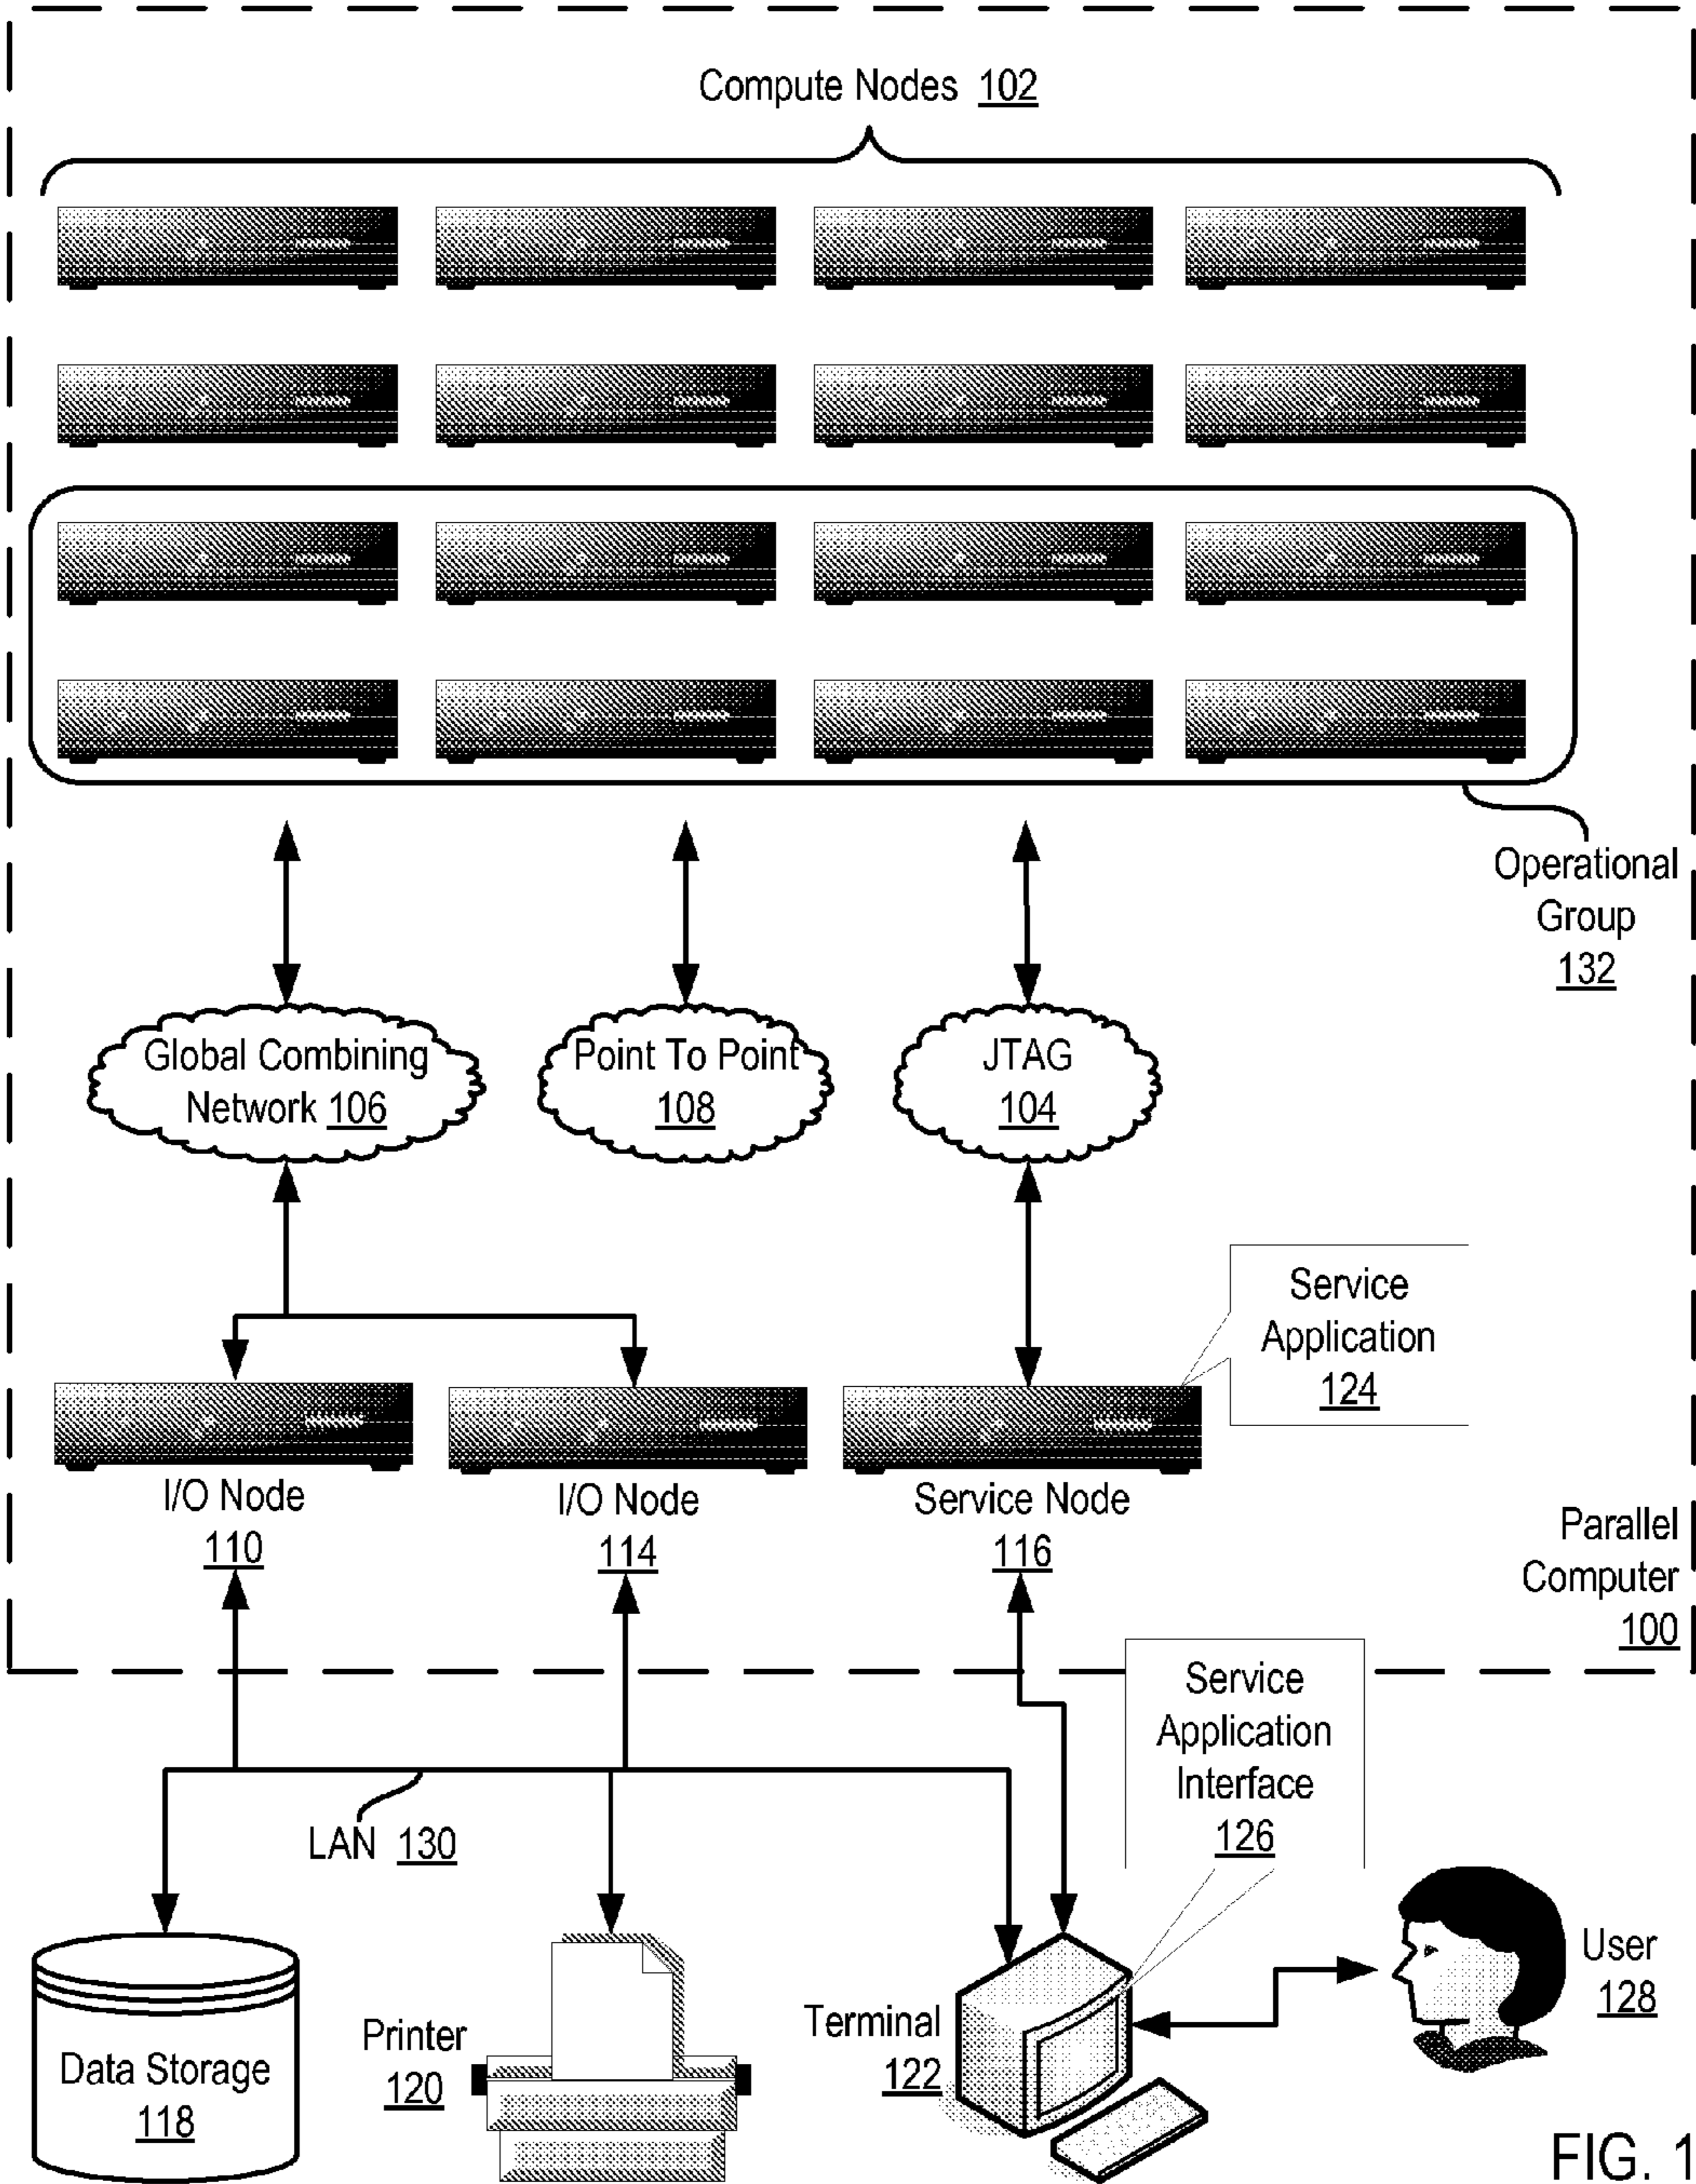 Compute Nodes 102
Operational
Group
132
Global Combining
Network 106
Point To Point
108
JTAG
104
Service
Application
124
I/O Node
110
I/O Node
114
Service Node
116
Parallel
Computer
100
Service
Application
Interface
126
LAN 130
Data Storage
118
Printer
120
Terminal
122
User
128
FIG. 1